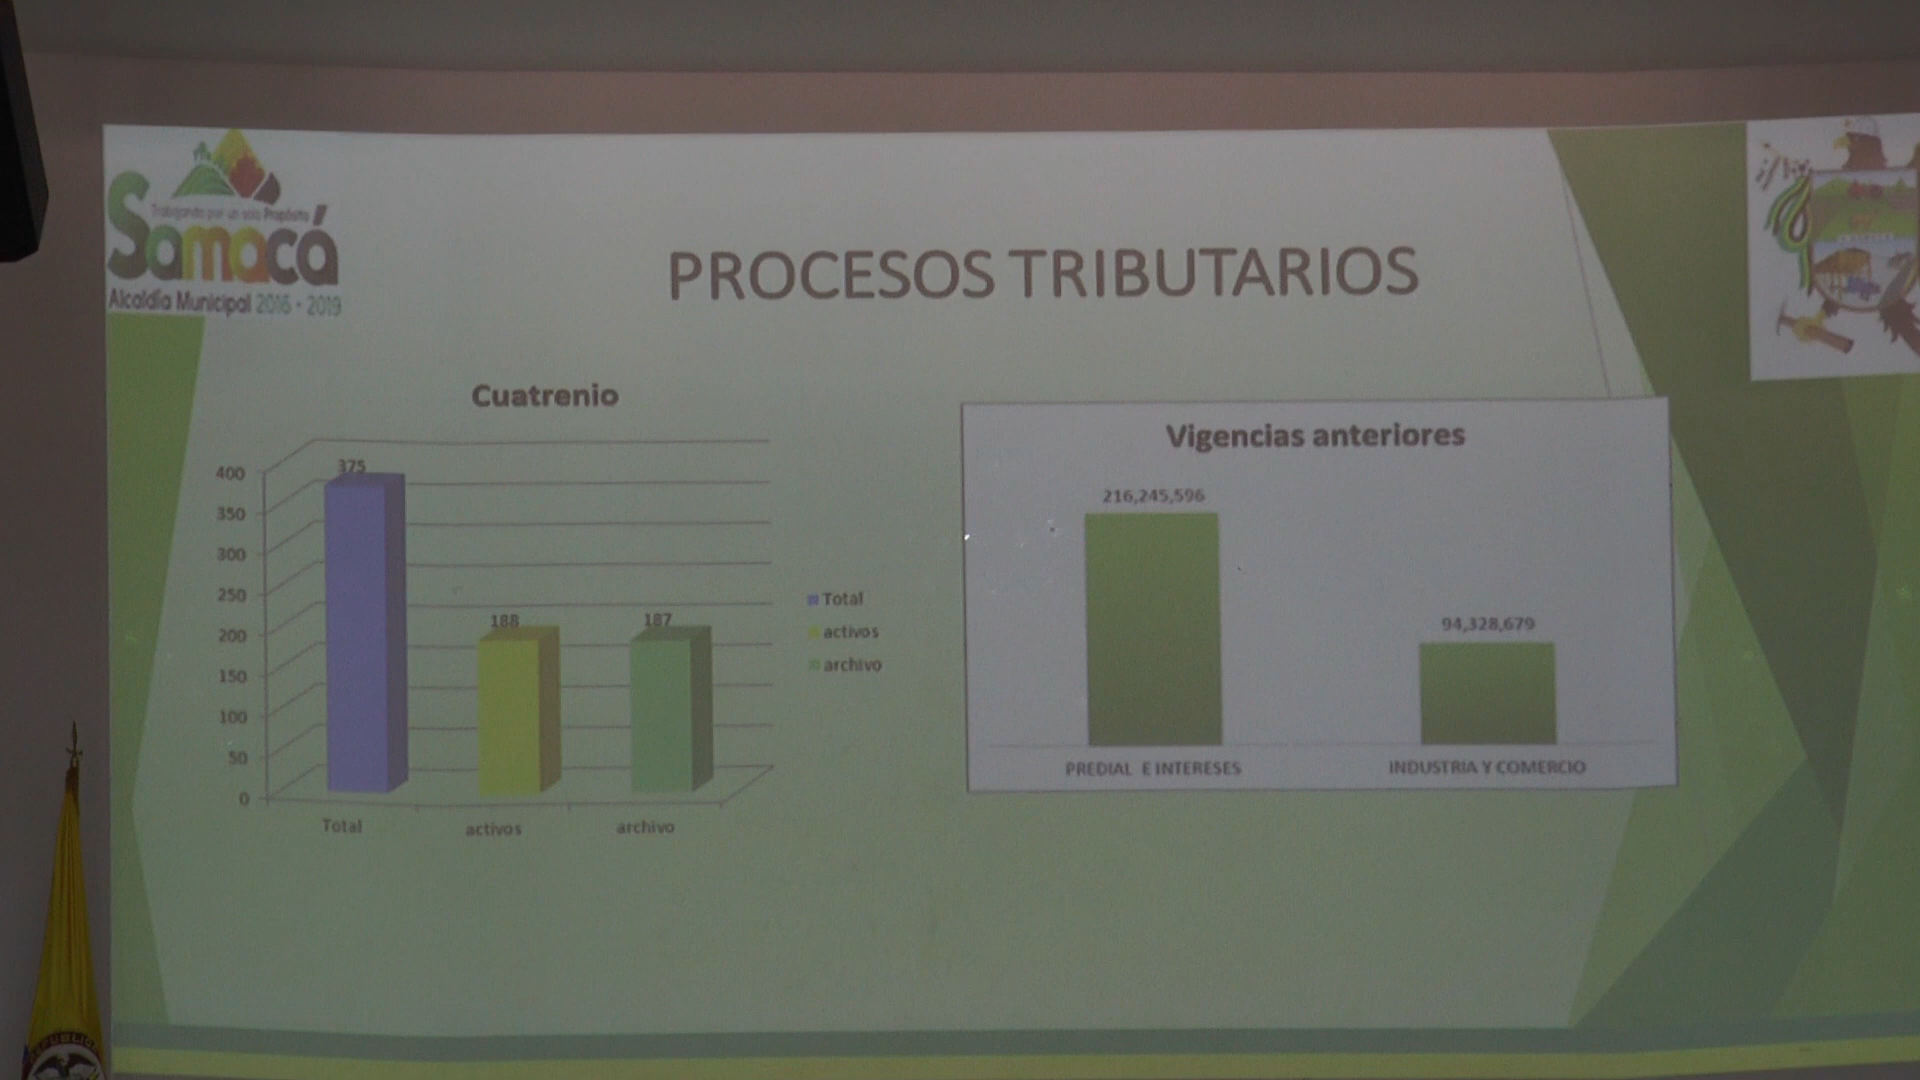 Trabajando por un solo Propósito
Samacá
Alcaldía Municipal 2016 - 2019
PROCESOS TRIBUTARIOS
Cuatrenio
400
350
300
250
200
150
100
50
0
375
188
187
Total
activos
archivo
Total
activos
archivo
Vigencias anteriores
216,245,596
94,328,679
PREDIAL E INTERESES
INDUSTRIA Y COMERCIO
REPUBLICA